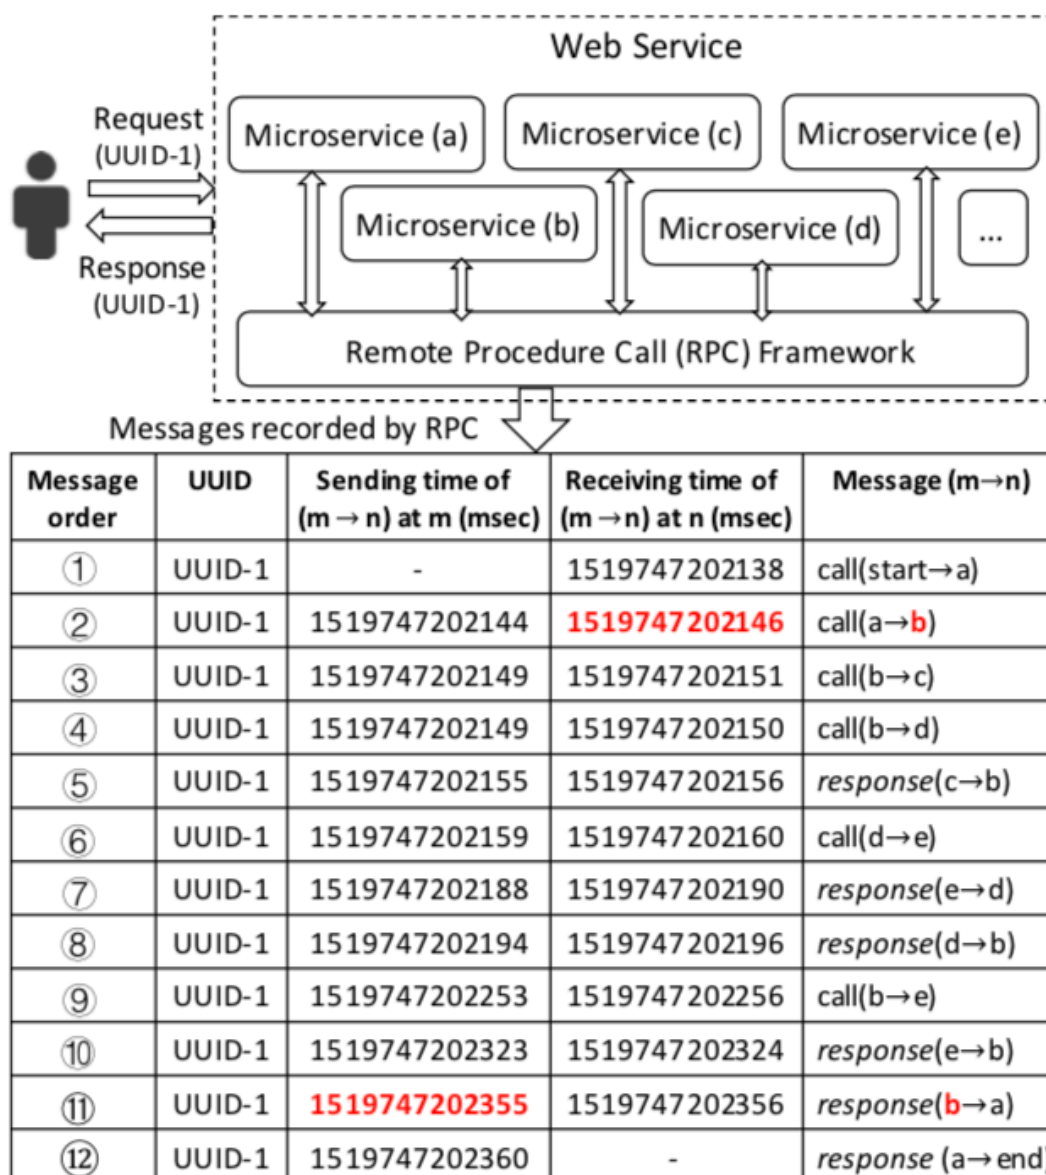 Web Service
Request
(UUID-1)
Microservice (a)
Microservice (c)
Microservice (e)
Microservice (b)
Microservice (d)
...
Response
(UUID-1)
Remote Procedure Call (RPC) Framework
Messages recorded by RPC
Message order | UUID | Sending time of (m → n) at m (msec) | Receiving time of (m → n) at n (msec) | Message (m→n)
① UUID-1 - 1519747202138 call(start→a)
② UUID-1 1519747202144 1519747202146 call(a→b)
③ UUID-1 1519747202149 1519747202151 call(b→c)
④ UUID-1 1519747202149 1519747202150 call(b→d)
⑤ UUID-1 1519747202155 1519747202156 response(c→b)
⑥ UUID-1 1519747202159 1519747202160 call(d→e)
⑦ UUID-1 1519747202188 1519747202190 response(e→d)
⑧ UUID-1 1519747202194 1519747202196 response(d→b)
⑨ UUID-1 1519747202253 1519747202256 call(b→e)
⑩ UUID-1 1519747202323 1519747202324 response(e→b)
⑪ UUID-1 1519747202355 1519747202356 response(b→a)
⑫ UUID-1 1519747202360 - response (a→end)